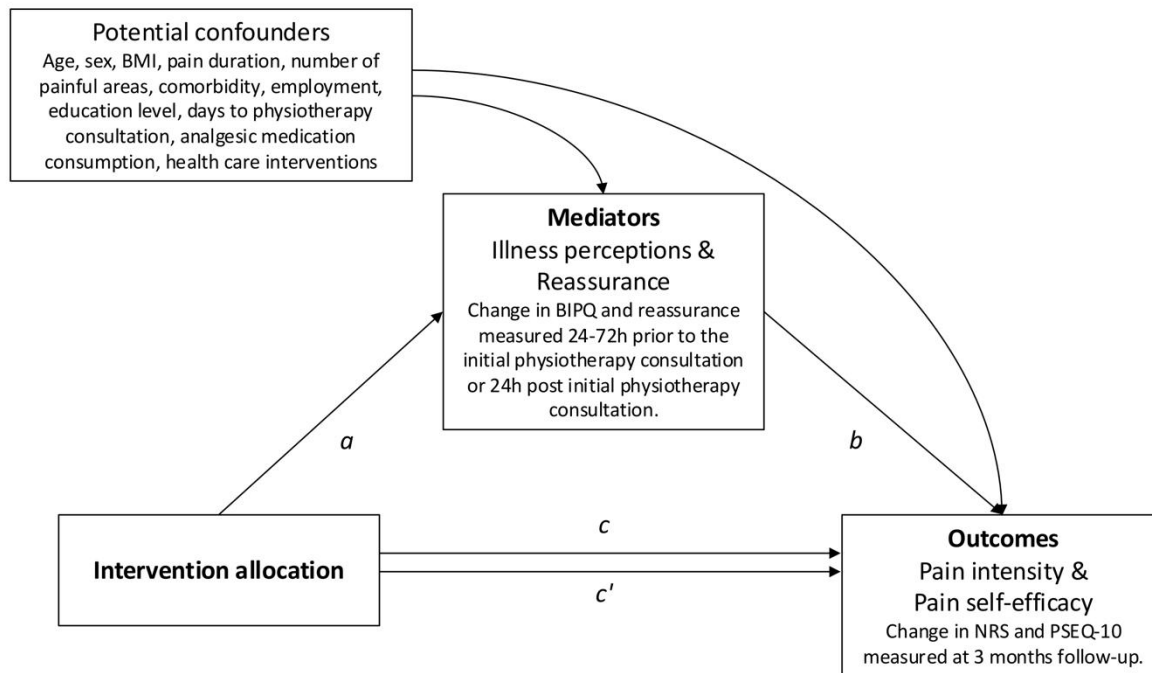 Potential confounders
Age, sex, BMI, pain duration, number of
painful areas, comorbidity, employment,
education level, days to physiotherapy
consultation, analgesic medication
consumption, health care interventions
Mediators
Illness perceptions &
Reassurance
Change in BIPQ and reassurance
measured 24-72h prior to the
initial physiotherapy consultation
or 24h post initial physiotherapy
consultation.
a
b
Intervention allocation
c
c'
Outcomes
Pain intensity &
Pain self-efficacy
Change in NRS and PSEQ-10
measured at 3 months follow-up.